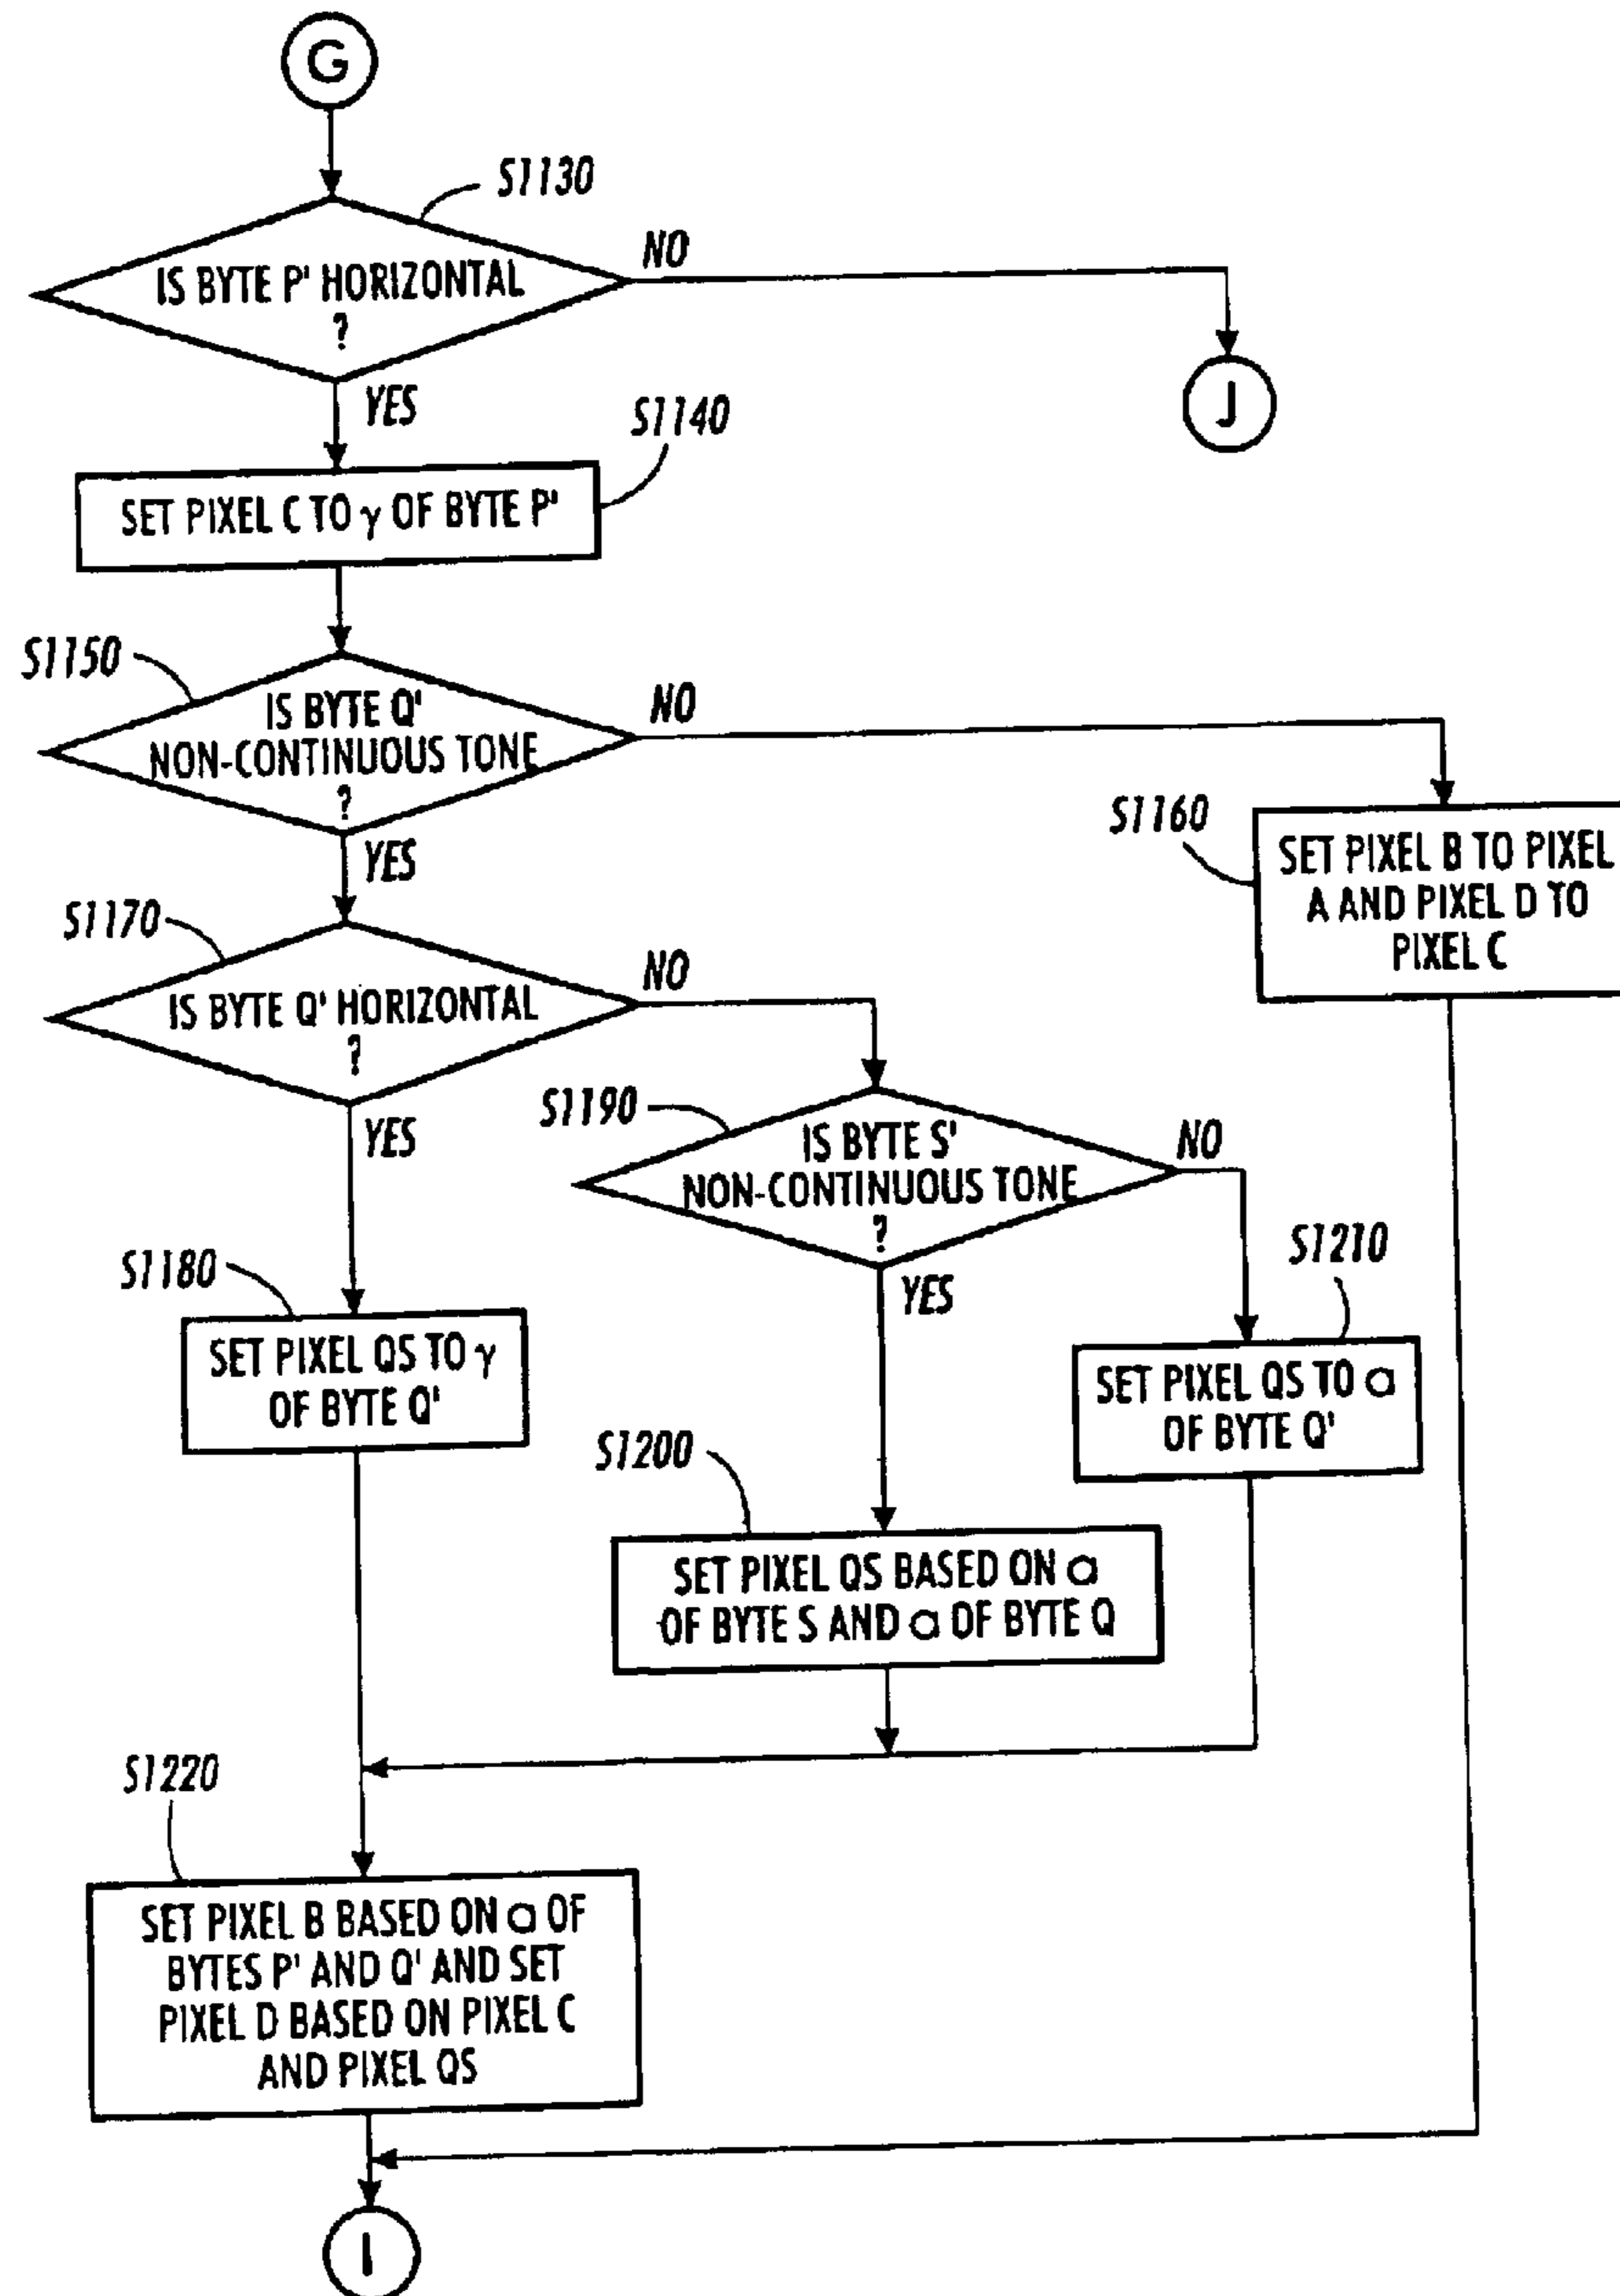 G
S1130
IS BYTE P' HORIZONTAL
?
NO
J
YES
S1140
SET PIXEL C TO γ OF BYTE P'
S1150
IS BYTE Q'
NON-CONTINUOUS TONE
?
NO
YES
S1160
SET PIXEL B TO PIXEL
A AND PIXEL D TO
PIXEL C
S1170
IS BYTE Q' HORIZONTAL
?
NO
YES
S1190
IS BYTE S'
NON-CONTINUOUS TONE
?
NO
YES
S1180
SET PIXEL QS TO γ
OF BYTE Q'
S1210
SET PIXEL QS TO α
OF BYTE Q'
S1200
SET PIXEL QS BASED ON α
OF BYTE S AND α OF BYTE Q
S1220
SET PIXEL B BASED ON α OF
BYTES P' AND Q' AND SET
PIXEL D BASED ON PIXEL C
AND PIXEL QS
I